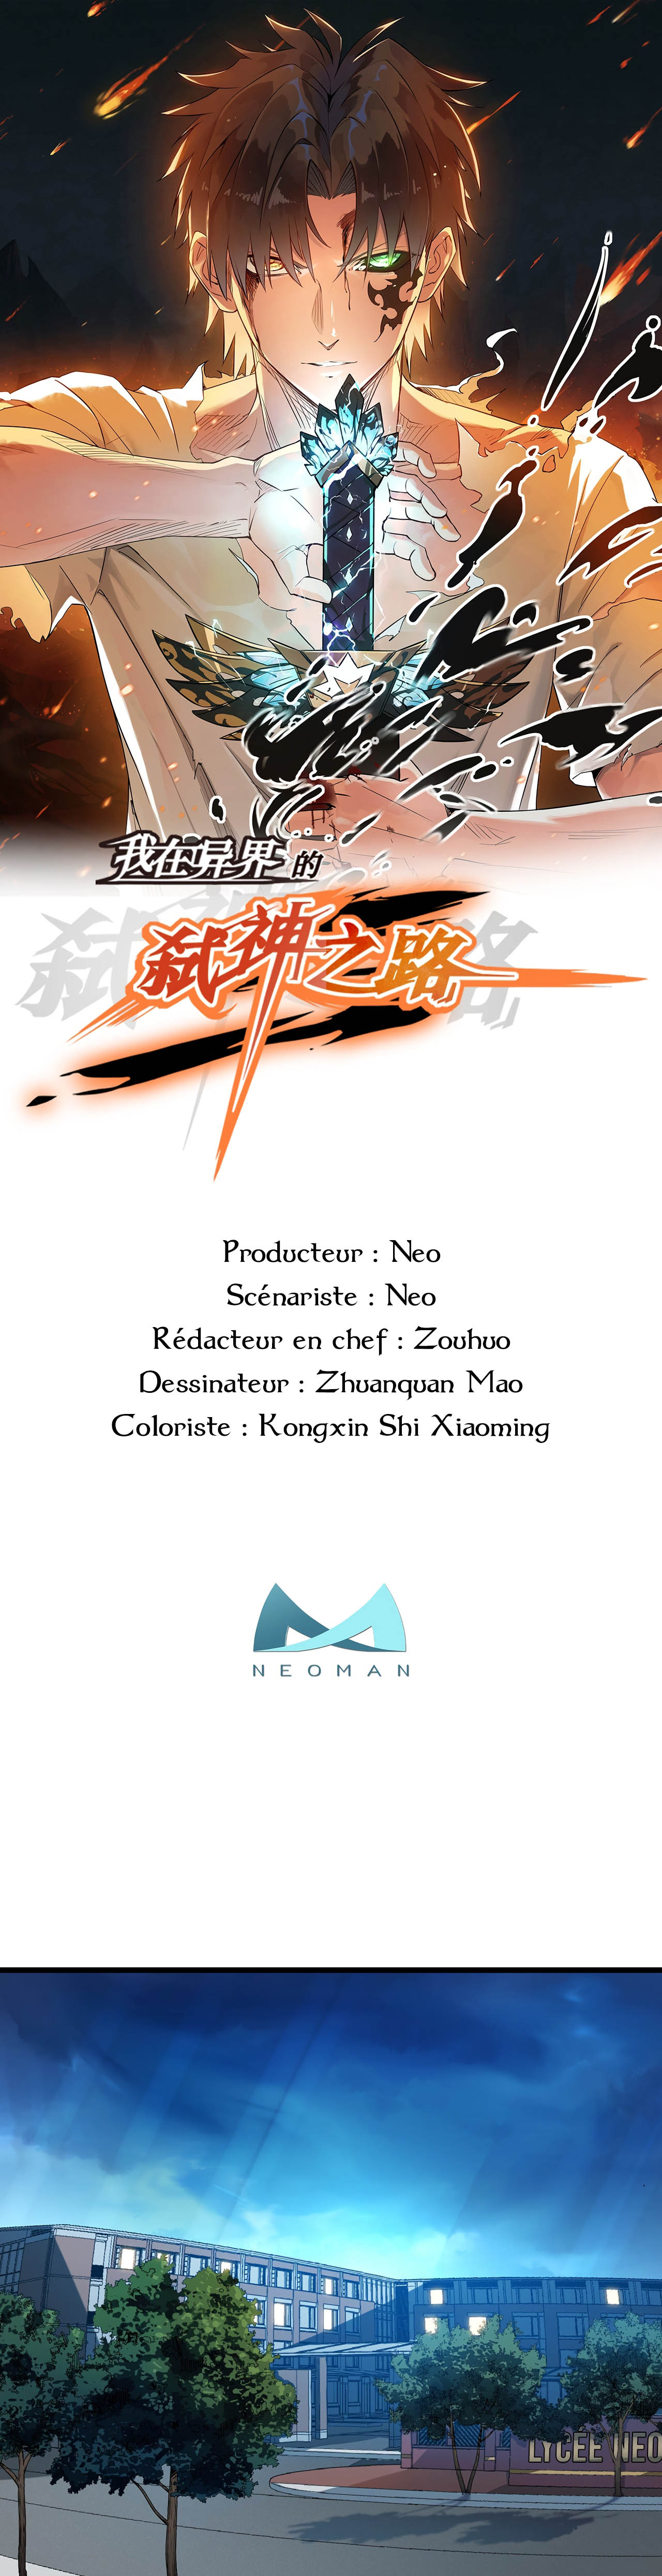 我在异界的
弑神之路
Producteur : Neo
Scénariste : Neo
Rédacteur en chef : Zouhuo
Dessinateur : Zhuanquan Mao
Coloriste : Kongxin Shi Xiaoming
NEOMAN
LYCÉE NEO